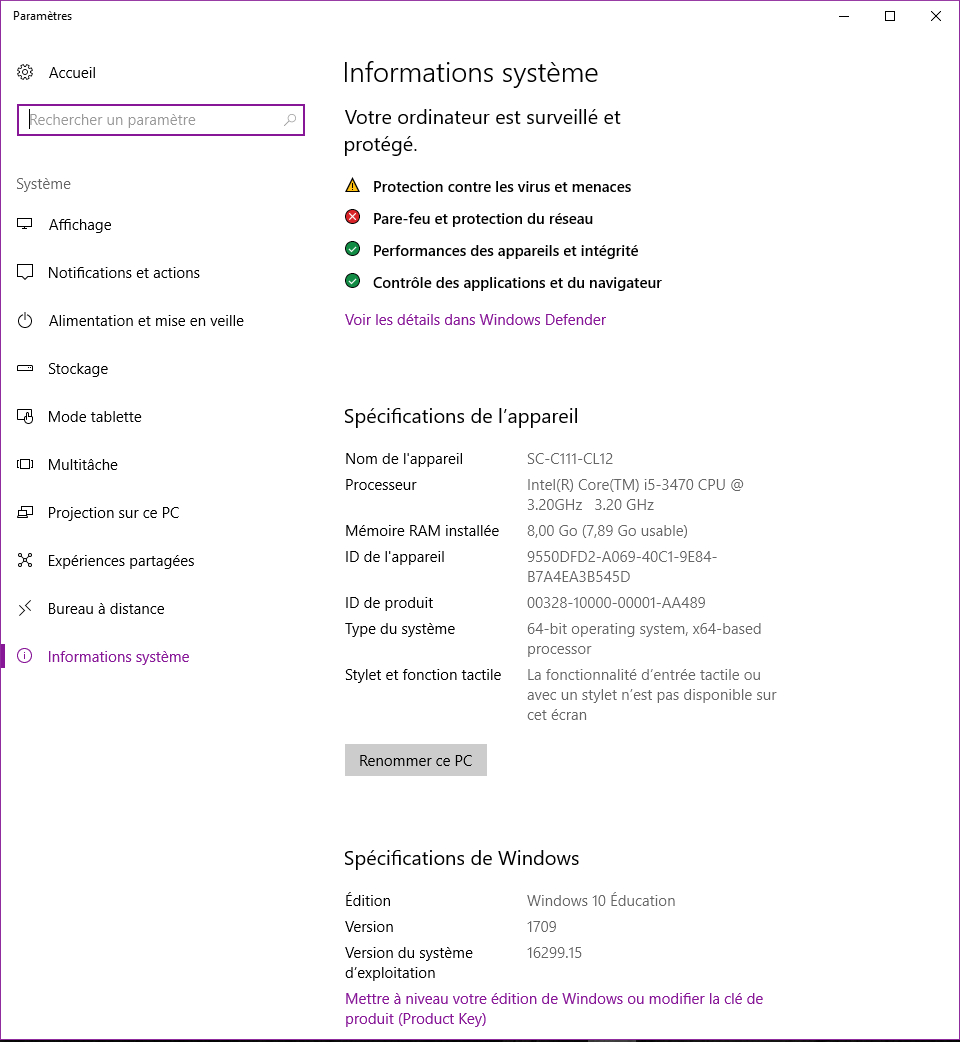 Paramètres
Accueil
Rechercher un paramètre
Système
Affichage
Notifications et actions
Alimentation et mise en veille
Stockage
Mode tablette
Multitâche
Projection sur ce PC
Expériences partagées
Bureau à distance
Informations système
Informations système
Votre ordinateur est surveillé et
protégé.
Protection contre les virus et menaces
Pare-feu et protection du réseau
Performances des appareils et intégrité
Contrôle des applications et du navigateur
Voir les détails dans Windows Defender
Spécifications de l’appareil
Nom de l'appareil SC-C111-CL12
Processeur Intel(R) Core(TM) i5-3470 CPU @
3.20GHz 3.20 GHz
Mémoire RAM installée 8,00 Go (7,89 Go usable)
ID de l'appareil 9550DFD2-A069-40C1-9E84-
B7A4EA3B545D
ID de produit 00328-10000-00001-AA489
Type du système 64-bit operating system, x64-based
processor
Stylet et fonction tactile La fonctionnalité d’entrée tactile ou
avec un stylet n’est pas disponible sur
cet écran
Renommer ce PC
Spécifications de Windows
Édition Windows 10 Éducation
Version 1709
Version du système 16299.15
d’exploitation
Mettre à niveau votre édition de Windows ou modifier la clé de
produit (Product Key)